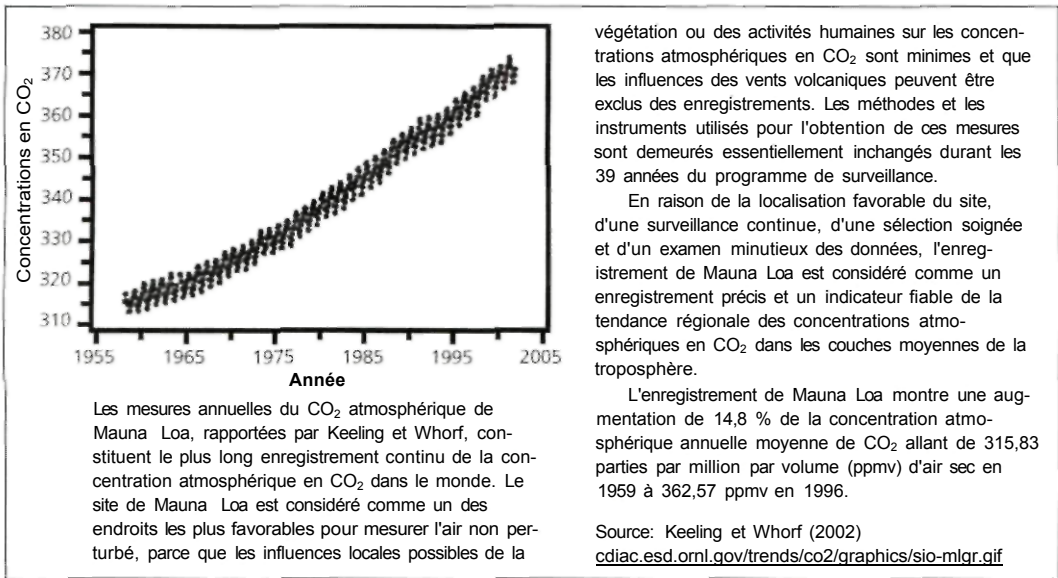 Concentrations en CO₂
380
370
360
350
340
330
320
310
1955 1965 1975 1985 1995 2005
Année
Les mesures annuelles du CO₂ atmosphérique de
Mauna Loa, rapportées par Keeling et Whorf, con-
stituent le plus long enregistrement continu de la con-
centration atmosphérique en CO₂ dans le monde. Le
site de Mauna Loa est considéré comme un des
endroits les plus favorables pour mesurer l'air non per-
turbé, parce que les influences locales possibles de la
végétation ou des activités humaines sur les concen-
trations atmosphériques en CO₂ sont minimes et que
les influences des vents volcaniques peuvent être
exclus des enregistrements. Les méthodes et les
instruments utilisés pour l'obtention de ces mesures
sont demeurés essentiellement inchangés durant les
39 années du programme de surveillance.
En raison de la localisation favorable du site,
d'une surveillance continue, d'une sélection soignée
et d'un examen minutieux des données, l'enreg-
istrement de Mauna Loa est considéré comme un
enregistrement précis et un indicateur fiable de la
tendance régionale des concentrations atmo-
sphériques en CO₂ dans les couches moyennes de la
troposphère.
L'enregistrement de Mauna Loa montre une aug-
mentation de 14,8 % de la concentration atmo-
sphérique annuelle moyenne de CO₂ allant de 315,83
parties par million par volume (ppmv) d'air sec en
1959 à 362,57 ppmv en 1996.
Source: Keeling et Whorf (2002)
cdiac.esd.ornl.gov/trends/co2/graphics/sio-mlgr.gif